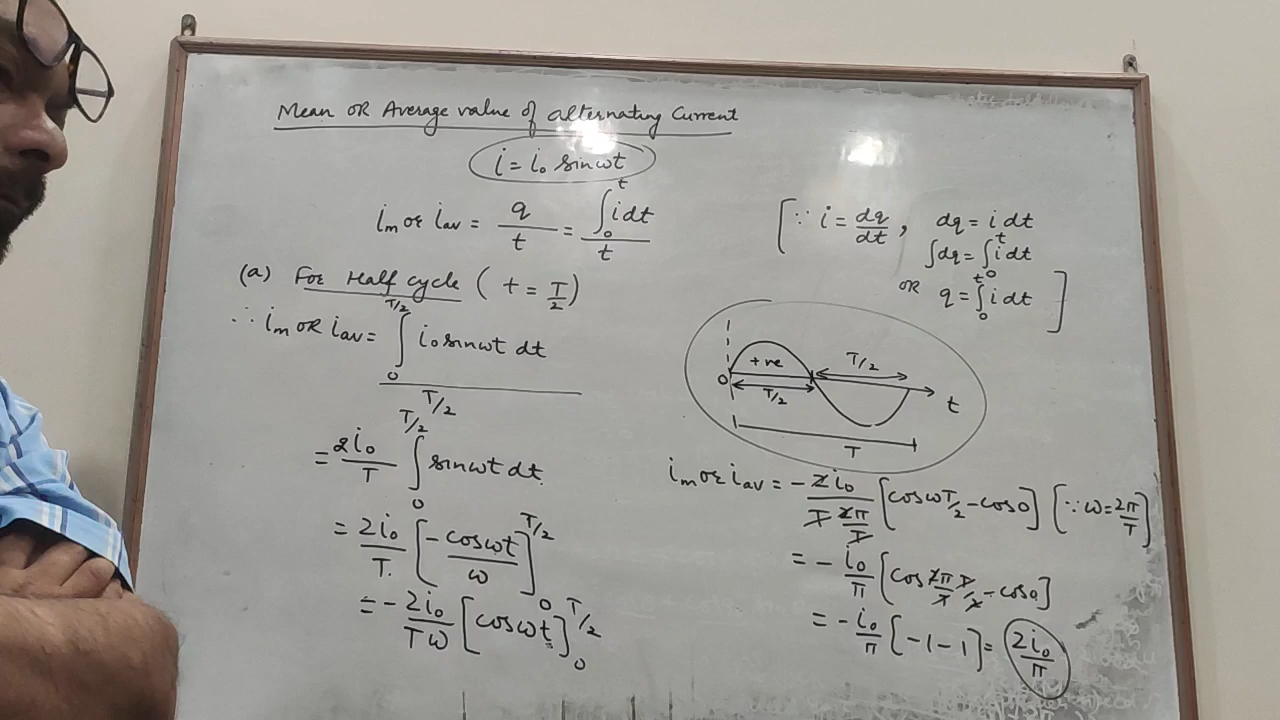 Mean OR Average value of alternating Current
i = i₀ sinωt
iₘ or iₐᵥ = q/t = ∫₀ᵗ i dt / t
[∵ i = dq/dt, dq = i dt
∫dq = ∫₀ᵗ i dt
OR q = ∫₀ᵗ i dt]
(a) For Half cycle (t = T/2)
∴ iₘ OR iₐᵥ = ∫₀^(T/2) i₀ sinωt dt / T/2
= 2i₀/T ∫₀^(T/2) sinωt dt
= 2i₀/T. [-cosωt/ω]₀^(T/2)
= -2i₀/Tω [cosωt]₀^(T/2)
+ve
T/2
0
T/2
t
T
iₘ or iₐᵥ = -2i₀/(T 2π/T) [cosωT/2 - cos0] [∵ ω = 2π/T]
= -i₀/π [cos 2π/T T/2 - cos0]
= -i₀/π [-1-1] = 2i₀/π